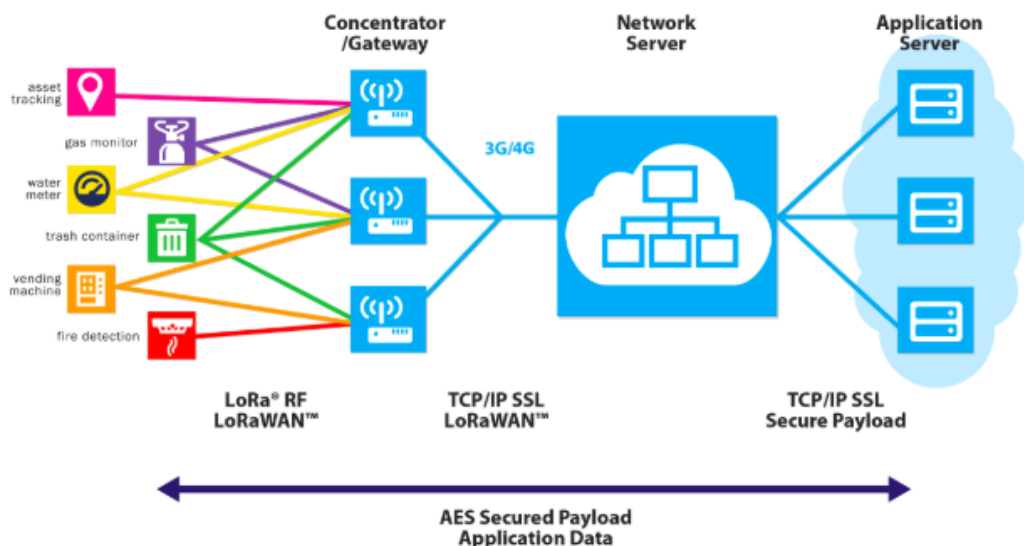 Concentrator
/Gateway
Network
Server
Application
Server
asset
tracking
gas monitor
water
meter
trash container
vending
machine
fire detection
3G/4G
LoRa® RF
LoRaWAN™
TCP/IP SSL
LoRaWAN™
TCP/IP SSL
Secure Payload
AES Secured Payload
Application Data